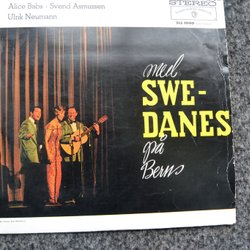 Alice Babs · Svend Asmussen
Ulrik Neumann
STEREO
med
SWE-
DANES
på
Berns